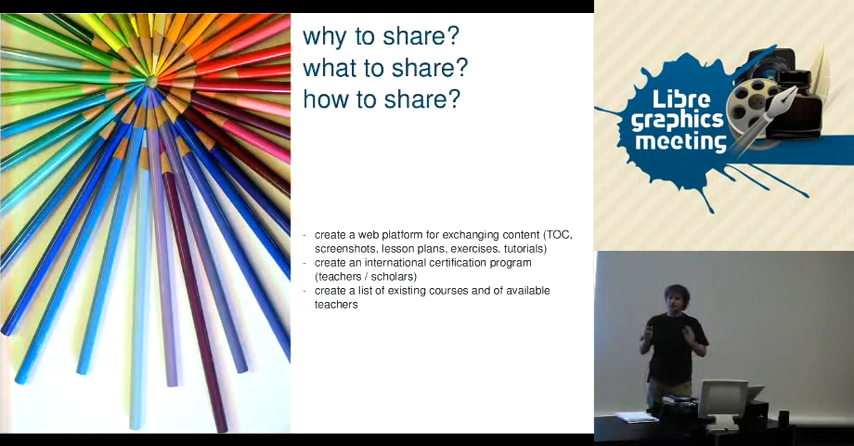 why to share?
what to share?
how to share?
- create a web platform for exchanging content (TOC,
screenshots, lesson plans, exercises, tutorials)
- create an international certification program
(teachers / scholars)
- create a list of existing courses and of available
teachers
Libre
graphics
meeting